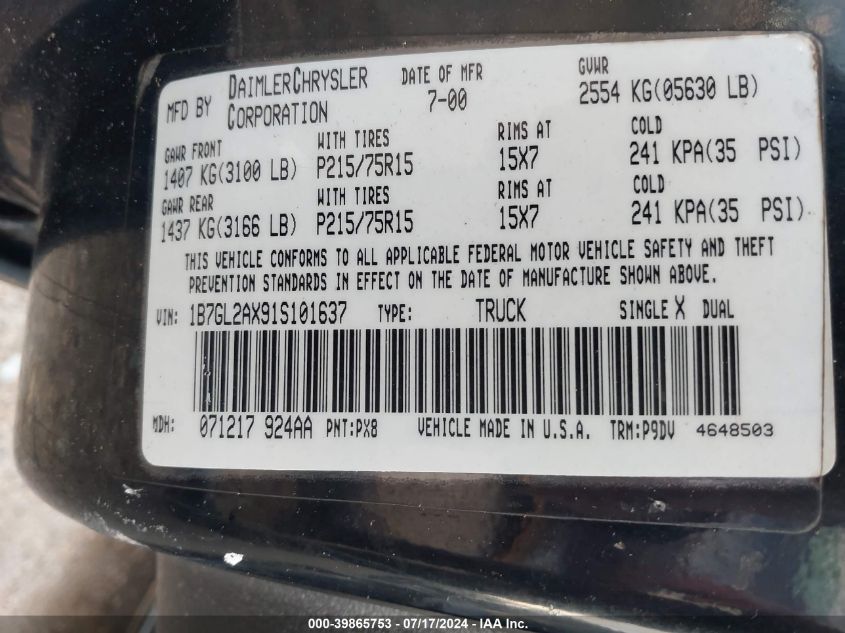 MFD BY DAIMLERCHRYSLER CORPORATION DATE OF MFR 7-00 GVWR 2554 KG(05630 LB)
GAWR FRONT WITH TIRES RIMS AT COLD
1407 KG(3100 LB) P215/75R15 15X7 241 KPA(35 PSI)
GAWR REAR WITH TIRES RIMS AT COLD
1437 KG(3166 LB) P215/75R15 15X7 241 KPA(35 PSI)
THIS VEHICLE CONFORMS TO ALL APPLICABLE FEDERAL MOTOR VEHICLE SAFETY AND THEFT
PREVENTION STANDARDS IN EFFECT ON THE DATE OF MANUFACTURE SHOWN ABOVE.
VIN: 1B7GL2AX91S101637 TYPE: TRUCK SINGLE X DUAL
MDH: 071217 924AA PNT:PX8 VEHICLE MADE IN U.S.A. TRM:P9DV 4648503
000-39865753 - 07/17/2024 - IAA, Inc.